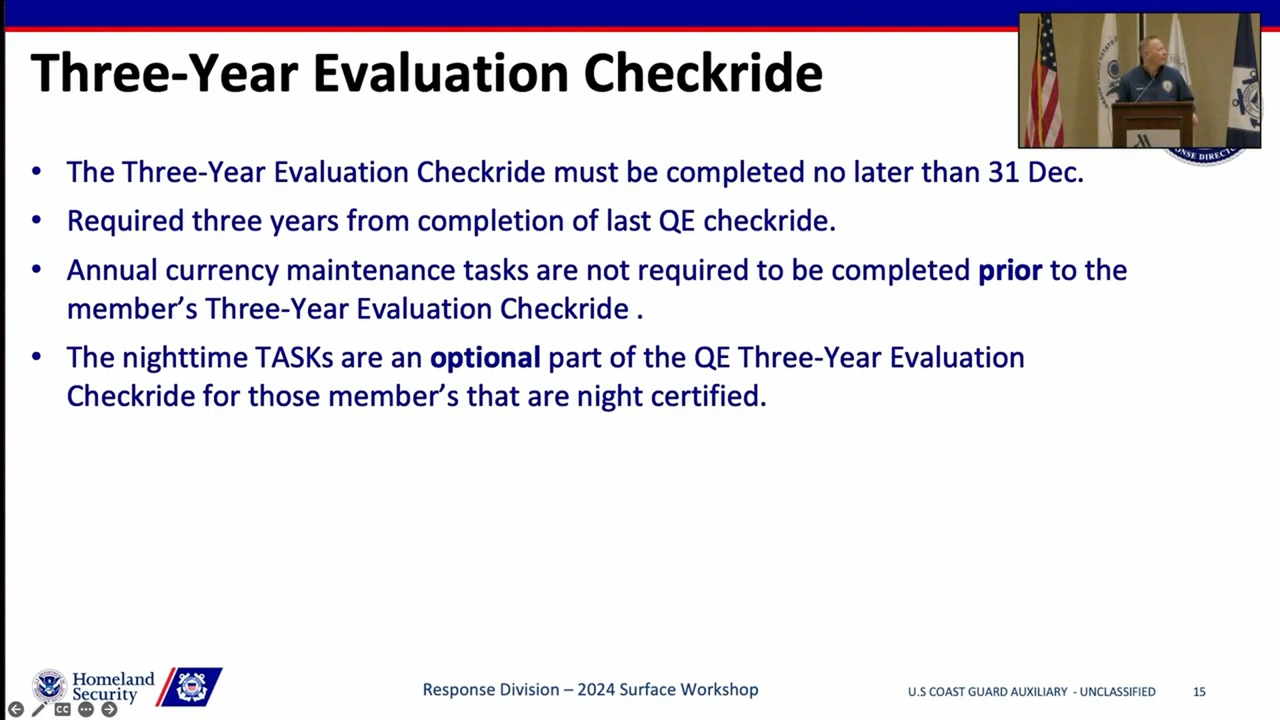 Three-Year Evaluation Checkride
• The Three-Year Evaluation Checkride must be completed no later than 31 Dec.
• Required three years from completion of last QE checkride.
• Annual currency maintenance tasks are not required to be completed prior to the
member’s Three-Year Evaluation Checkride .
• The nighttime TASKs are an optional part of the QE Three-Year Evaluation
Checkride for those member’s that are night certified.
Homeland
Security
Response Division – 2024 Surface Workshop
U.S COAST GUARD AUXILIARY - UNCLASSIFIED
15
CC